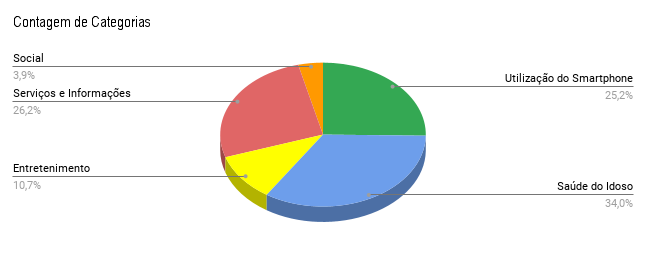 Contagem de Categorias
Social
3,9%
Serviços e Informações
26,2%
Entretenimento
10,7%
Utilização do Smartphone
25,2%
Saúde do Idoso
34,0%